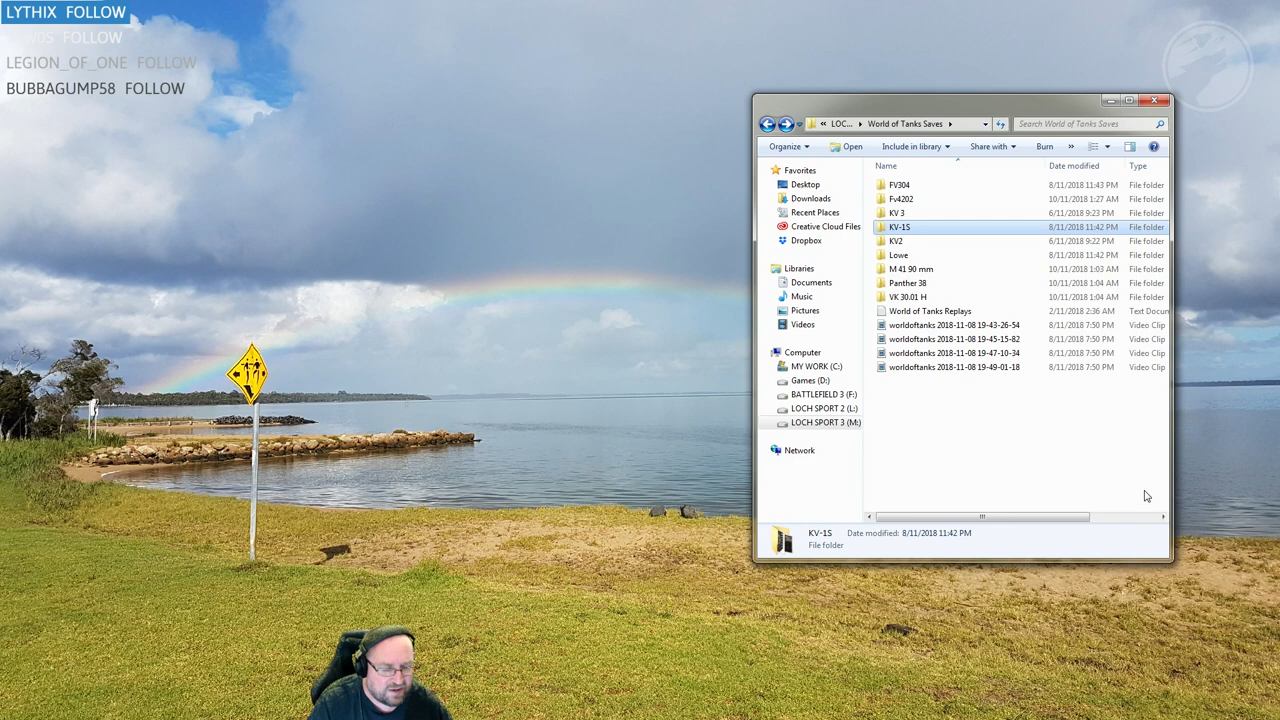 LYTHIX FOLLOW
FOLLOW
LEGION_OF_ONE FOLLOW
BUBBAGUMP58 FOLLOW
« LOC... ▸ World of Tanks Saves ▸
Search World of Tanks Saves
Organize Open Include in library Share with Burn »
Name Date modified Type
Favorites
Desktop
Downloads
Recent Places
Creative Cloud Files
Dropbox
Libraries
Documents
Music
Pictures
Videos
Computer
MY WORK (C:)
Games (D:)
BATTLEFIELD 3 (F:)
LOCH SPORT 2 (L:)
LOCH SPORT 3 (M:)
Network
FV304 8/11/2018 11:43 PM File folder
Fv4202 10/11/2018 1:27 AM File folder
KV 3 6/11/2018 9:23 PM File folder
KV-1S 8/11/2018 11:42 PM File folder
KV2 6/11/2018 9:22 PM File folder
Lowe 8/11/2018 11:42 PM File folder
M 41 90 mm 10/11/2018 1:03 AM File folder
Panther 38 10/11/2018 1:04 AM File folder
VK 30.01 H 10/11/2018 1:04 AM File folder
World of Tanks Replays 2/11/2018 2:36 AM Text Docun
worldoftanks 2018-11-08 19-43-26-54 8/11/2018 7:50 PM Video Clip
worldoftanks 2018-11-08 19-45-15-82 8/11/2018 7:50 PM Video Clip
worldoftanks 2018-11-08 19-47-10-34 8/11/2018 7:50 PM Video Clip
worldoftanks 2018-11-08 19-49-01-18 8/11/2018 7:50 PM Video Clip
KV-1S Date modified: 8/11/2018 11:42 PM
File folder